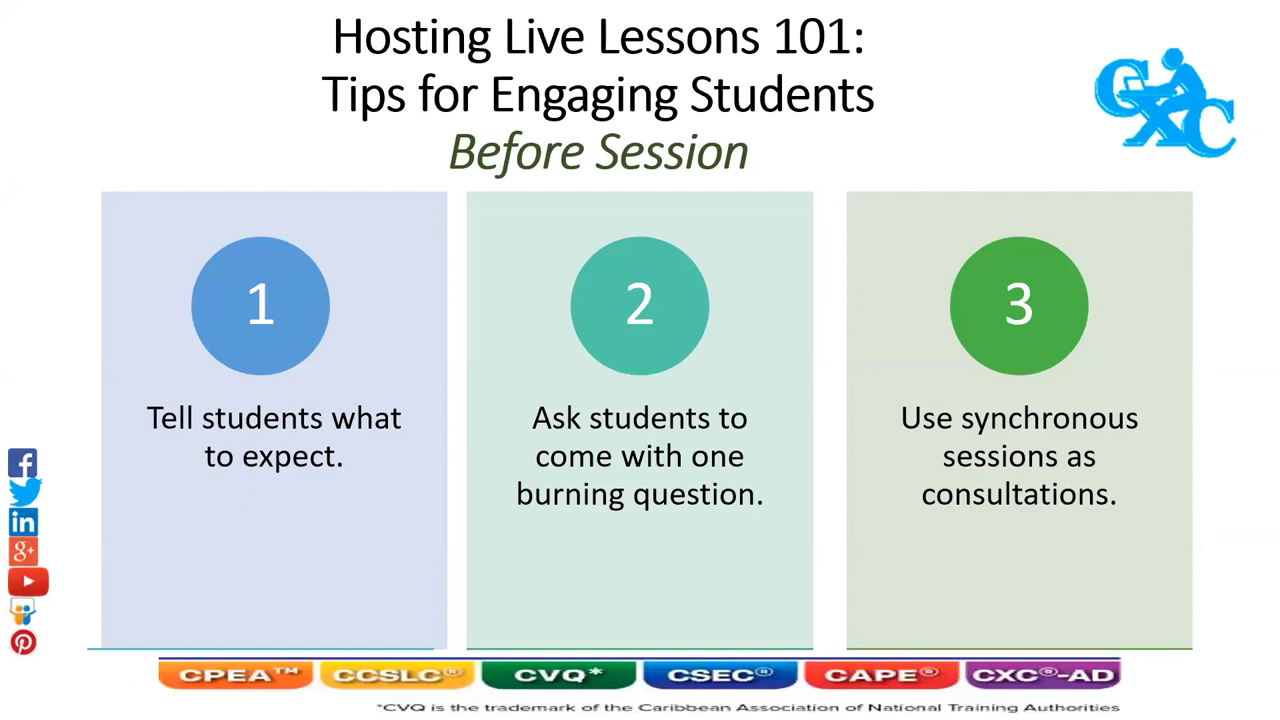 Hosting Live Lessons 101:
Tips for Engaging Students
Before Session
CXC
1
Tell students what
to expect.
2
Ask students to
come with one
burning question.
3
Use synchronous
sessions as
consultations.
f
in
g+
CPEA™
CCSLC®
CVQ*
CSEC®
CAPE®
CXC®-AD
*CVQ is the trademark of the Caribbean Association of National Training Authorities